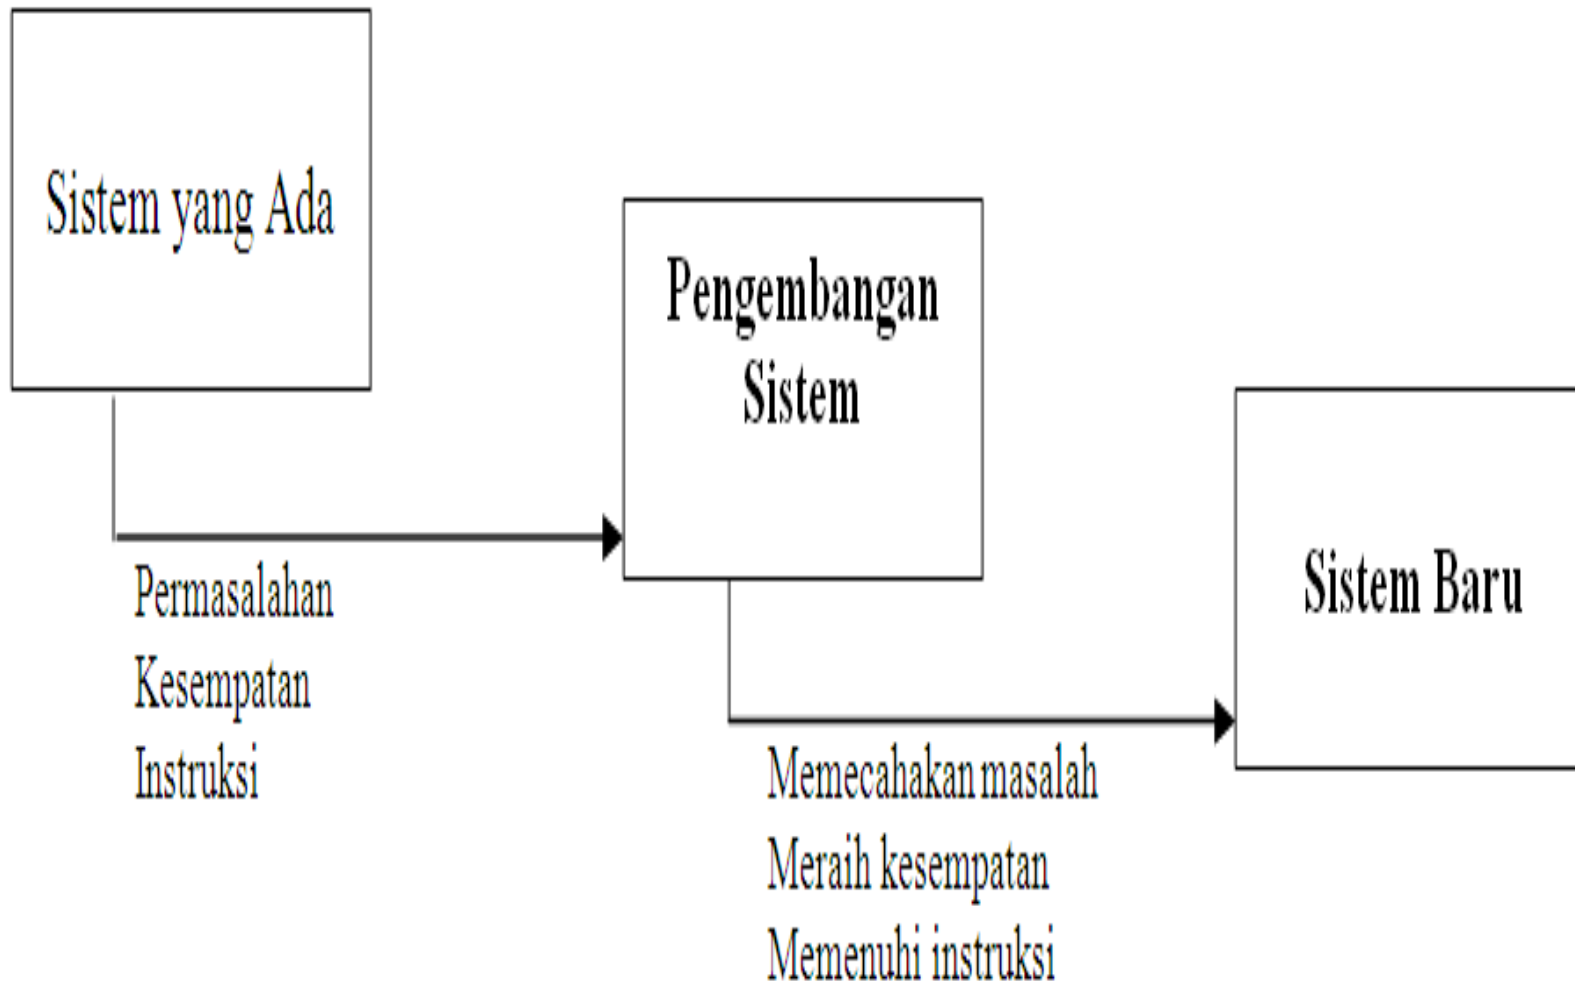 Sistem yang Ada
Pengembangan
Sistem
Sistem Baru
Permasalahan
Kesempatan
Instruksi
Memecahakan masalah
Meraih kesempatan
Memenuhi instruksi